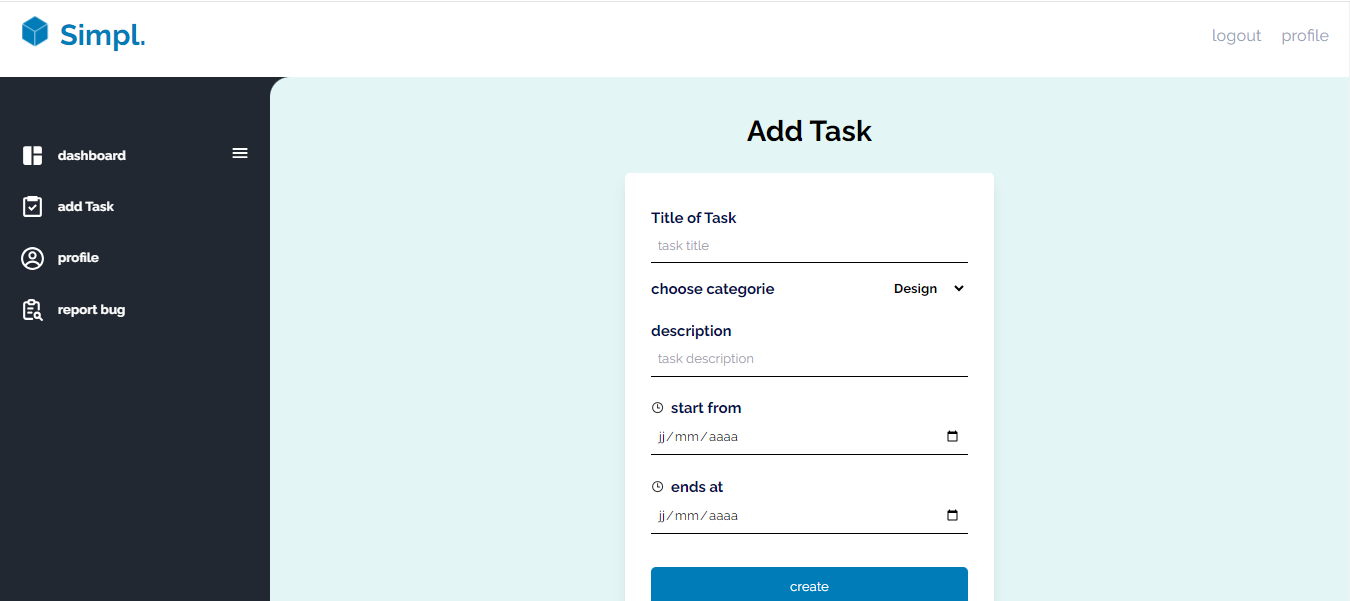 Simpl.
logout profile
dashboard
add Task
profile
report bug
Add Task
Title of Task
task title
choose categorie Design
description
task description
start from
jj/mm/aaaa
ends at
jj/mm/aaaa
create